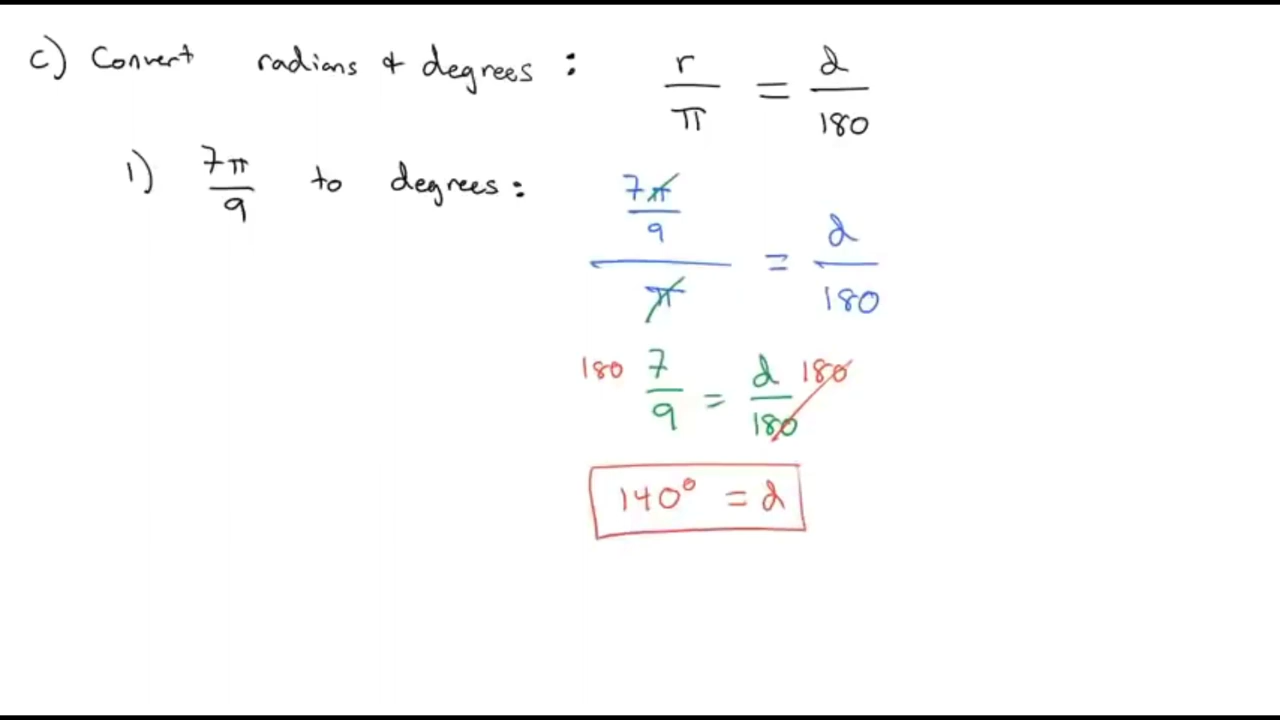 c) Convert radians & degrees : r/π = d/180
1) 7π/9 to degrees : (7π/9)/π = d/180
180 7/9 = d/180 180
140° = d